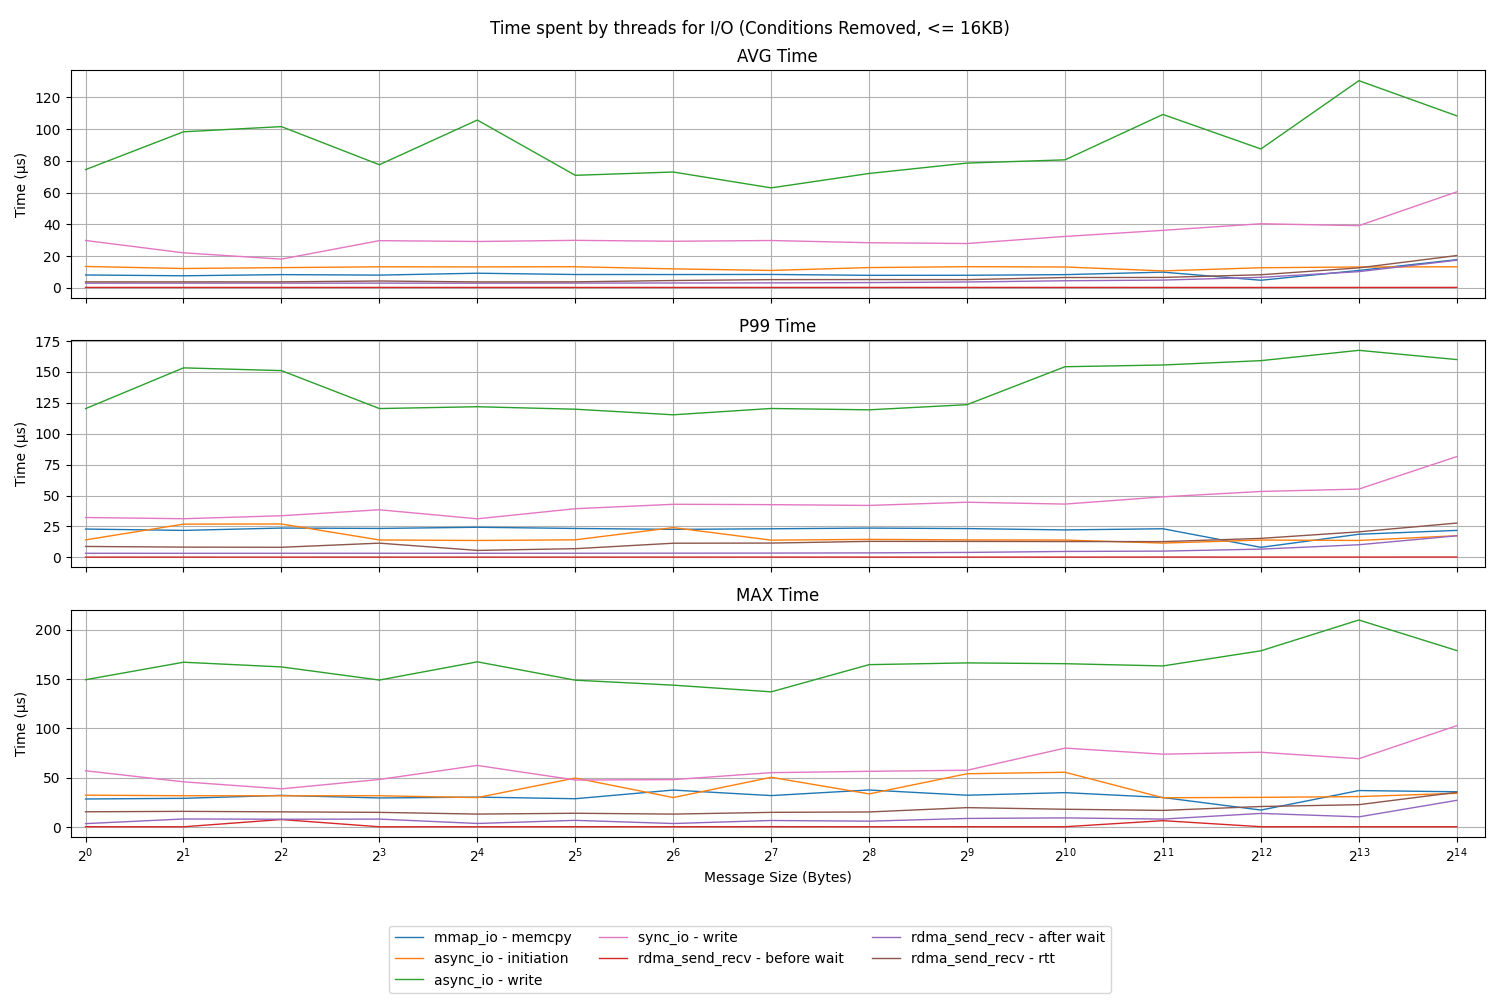 Time spent by threads for I/O (Conditions Removed, <= 16KB)
AVG Time
120
100
80
60
40
20
0
Time (µs)
P99 Time
175
150
125
100
75
50
25
0
Time (µs)
MAX Time
200
150
100
50
0
Time (µs)
2^0 2^1 2^2 2^3 2^4 2^5 2^6 2^7 2^8 2^9 2^10 2^11 2^12 2^13 2^14
Message Size (Bytes)
mmap_io - memcpy
async_io - initiation
async_io - write
sync_io - write
rdma_send_recv - before wait
rdma_send_recv - after wait
rdma_send_recv - rtt